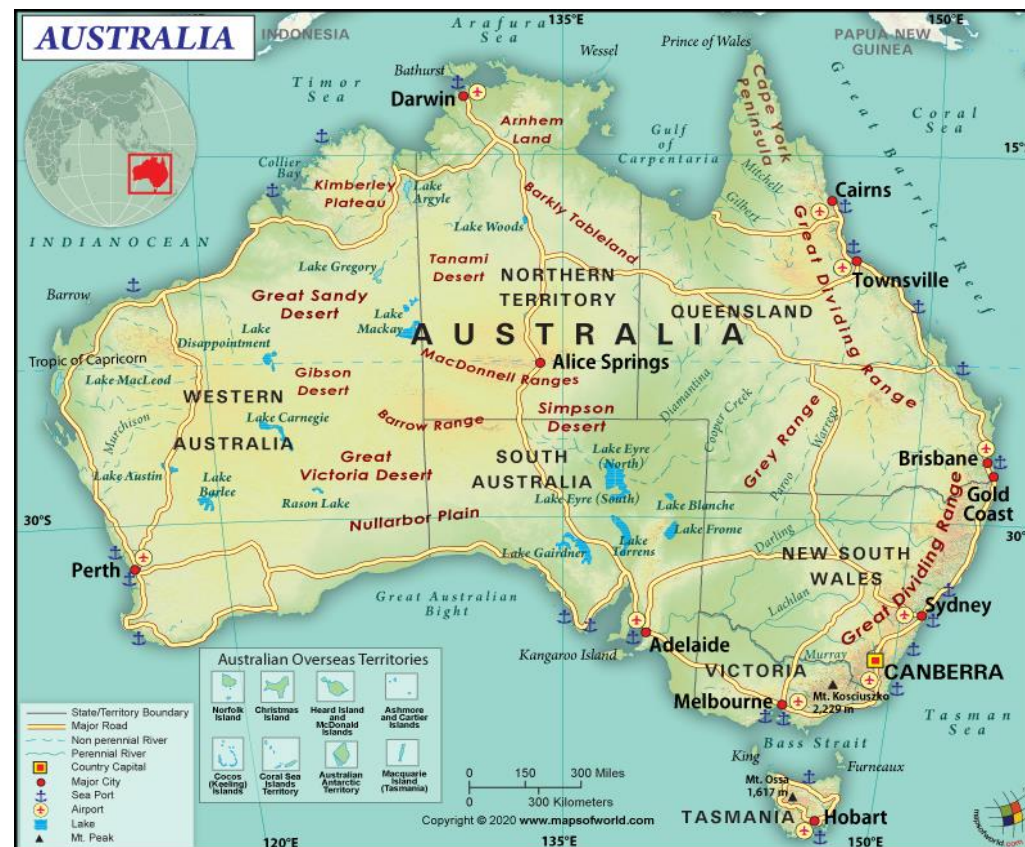 AUSTRALIA
INDONESIA
Arafura
Sea
135°E
150°E
PAPUA NEW
GUINEA
Wessel
Prince of Wales
Timor
Sea
Bathurst
Darwin
Arnhem
Land
Gulf
of
Carpentaria
Cape York
Peninsula
Great Barrier Reef
Coral
Sea
15°
Collier
Bay
Kimberley
Plateau
Lake
Argyle
Mitchell
Gilbert
Cairns
INDIANOCEAN
Lake Woods
Barkly Tableland
Great Dividing Range
Townsville
Lake Gregory
Tanami
Desert
NORTHERN
TERRITORY
QUEENSLAND
Barrow
Great Sandy
Desert
Lake
Mackay
AUSTRALIA
Lake
Disappointment
Tropic of Capricorn
Lake MacLeod
Gibson
Desert
MacDonnell Ranges
Alice Springs
WESTERN
AUSTRALIA
Murchison
Lake Carnegie
Barrow Range
Simpson
Desert
Diamantina
Cooper Creek
Grey Range
Warrego
Paroo
Great
Victoria Desert
SOUTH
AUSTRALIA
Lake Eyre
(North)
Lake Eyre (South)
Brisbane
Gold
Coast
Lake Austin
Lake
Barlee
Rason Lake
Lake Blanche
Lake Frome
30°S
30°
Nullarbor Plain
Lake Gairdner
Lake
Torrens
Darling
NEW SOUTH
WALES
Great Dividing Range
Perth
Great Australian
Bight
Lachlan
Sydney
Kangaroo Island
Adelaide
Murray
VICTORIA
CANBERRA
Melbourne
Mt. Kosciuszko
2,229 m
Tasman
Sea
Bass Strait
King
Furneaux
Mt. Ossa
1,617 m
TASMANIA
Hobart
Australian Overseas Territories
Norfolk
Island
Christmas
Island
Heard Island
and
McDonald
Islands
Ashmore
and Cartier
Islands
Cocos
(Keeling)
Islands
Coral Sea
Islands
Territory
Australian
Antarctic
Territory
Macquarie
Island
(Tasmania)
State/Territory Boundary
Major Road
Non perennial River
Perennial River
Country Capital
Major City
Sea Port
Airport
Lake
Mt. Peak
0 150 300 Miles
0 300 Kilometers
Copyright © 2020 www.mapsofworld.com
120°E
135°E
150°E
mapsofworld.com